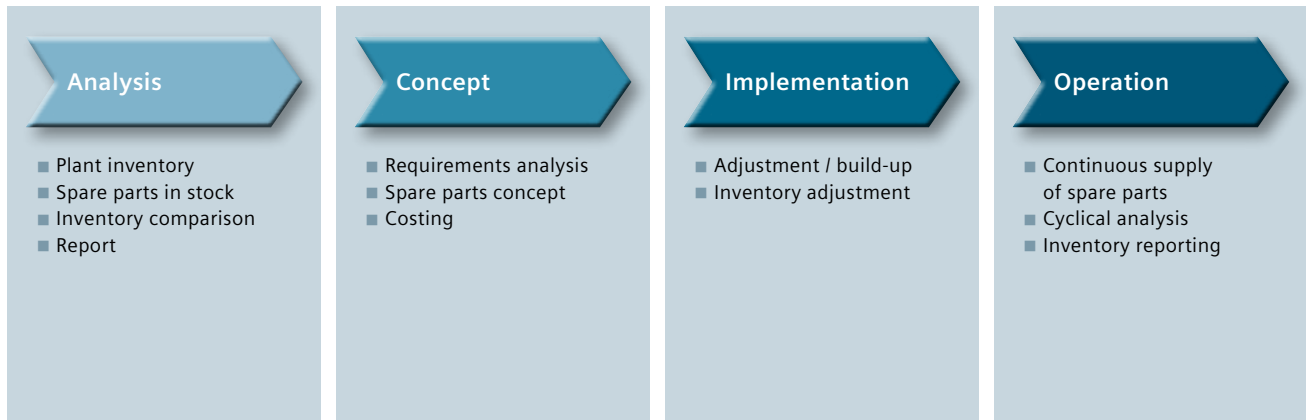 Analysis
Plant inventory
Spare parts in stock
Inventory comparison
Report
Concept
Requirements analysis
Spare parts concept
Costing
Implementation
Adjustment / build-up
Inventory adjustment
Operation
Continuous supply
of spare parts
Cyclical analysis
Inventory reporting